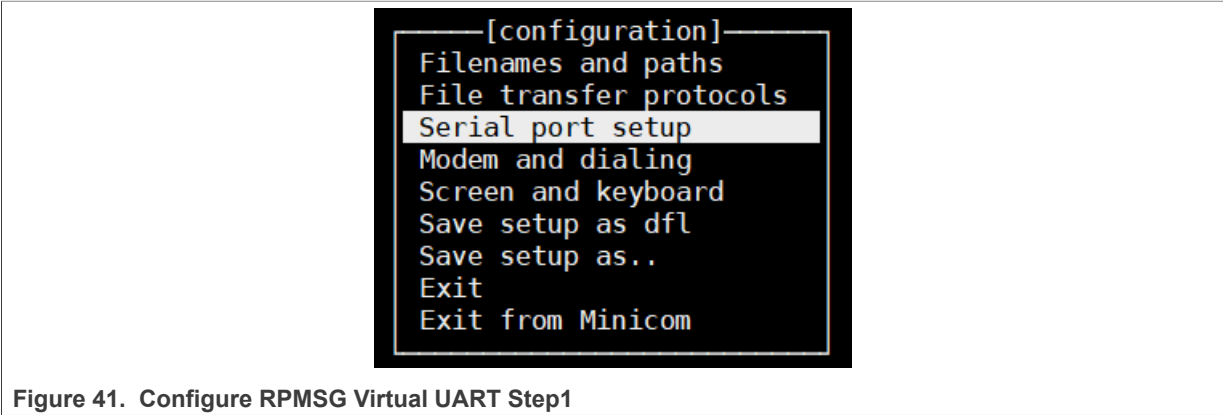 [configuration]
Filenames and paths
File transfer protocols
Serial port setup
Modem and dialing
Screen and keyboard
Save setup as dfl
Save setup as..
Exit
Exit from Minicom
Figure 41. Configure RPMSG Virtual UART Step1